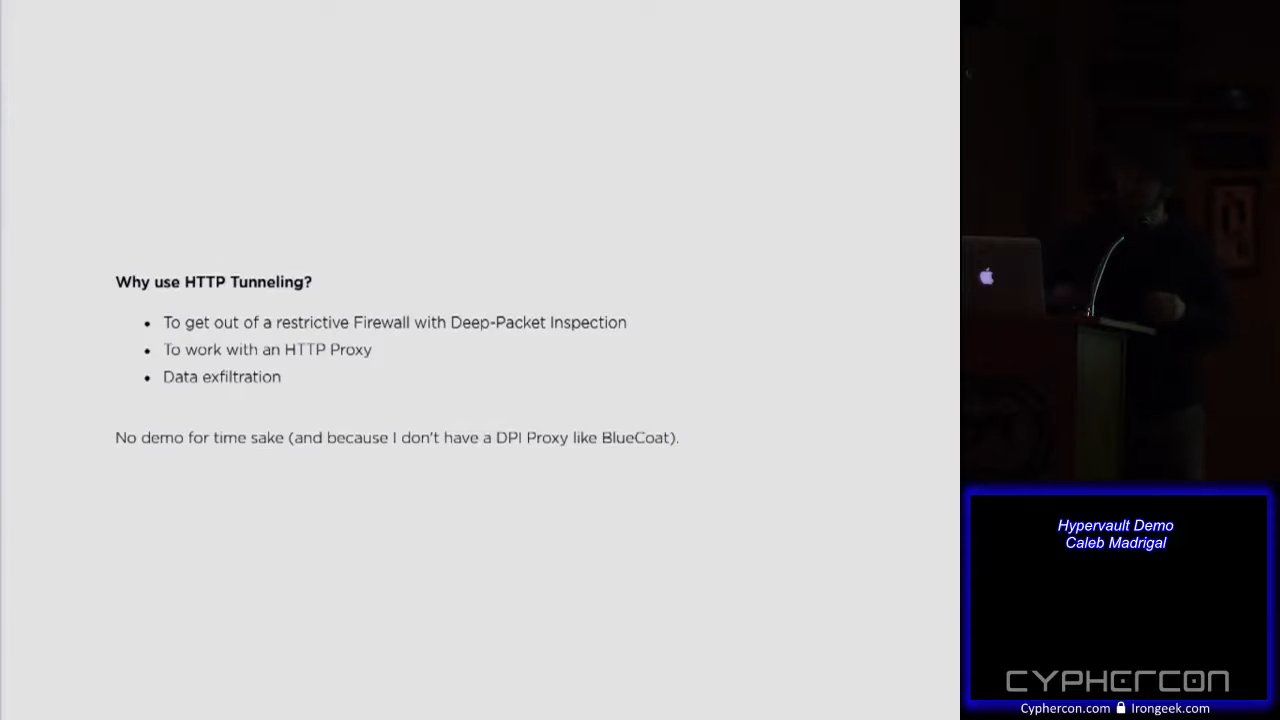 Why use HTTP Tunneling?
• To get out of a restrictive Firewall with Deep-Packet Inspection
• To work with an HTTP Proxy
• Data exfiltration
No demo for time sake (and because I don't have a DPI Proxy like BlueCoat).
Hypervault Demo
Caleb Madrigal
CYPHERCON
Cyphercon.com Irongeek.com